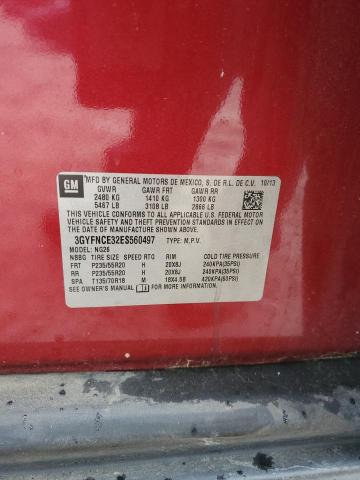 GM
MFD BY GENERAL MOTORS DE MEXICO, S. DE R.L. DE C.V. 10/13
GVWR GAWR FRT GAWR RR
2480 KG 1410 KG 1300 KG
5467 LB 3108 LB 2866 LB
THIS VEHICLE CONFORMS TO ALL APPLICABLE U.S. FEDERAL MOTOR
VEHICLE SAFETY AND THEFT PREVENTION STANDARDS IN EFFECT ON
THE DATE OF MANUFACTURE SHOWN ABOVE.
3GYFNCE32ES560497 TYPE: M.P.V.
MODEL: NG26
NBBG TIRE SIZE SPEED RTG RIM COLD TIRE PRESSURE
FRT P235/55R20 H 20X8J 240KPA(35PSI)
RR P235/55R20 H 20X8J 240KPA(35PSI)
SPA T135/70R18 M 18X4.5B 420KPA(60PSI)
SEE OWNER'S MANUAL FOR ADDITIONAL INFORMATION.